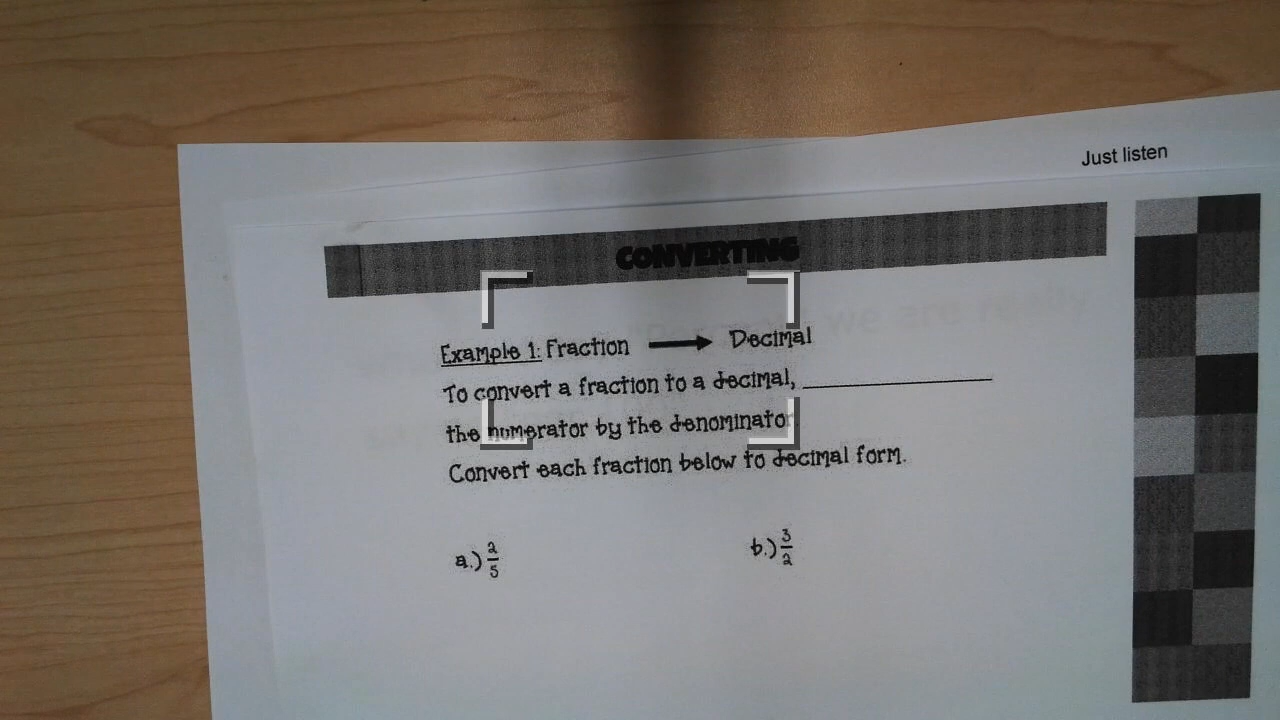 Just listen
CONVERTING
Example 1: Fraction → Decimal
To convert a fraction to a decimal, ____________
the numerator by the denominator.
Convert each fraction below to decimal form.
a.) 2/5 b.) 3/2